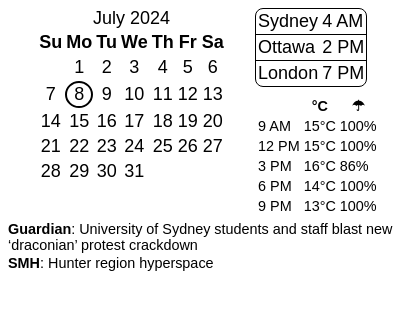 July 2024
Su Mo Tu We Th Fr Sa
1 2 3 4 5 6
7 8 9 10 11 12 13
14 15 16 17 18 19 20
21 22 23 24 25 26 27
28 29 30 31
Sydney 4 AM
Ottawa 2 PM
London 7 PM
°C ☂
9 AM 15°C 100%
12 PM 15°C 100%
3 PM 16°C 86%
6 PM 14°C 100%
9 PM 13°C 100%
Guardian: University of Sydney students and staff blast new
‘draconian’ protest crackdown
SMH: Hunter region hyperspace